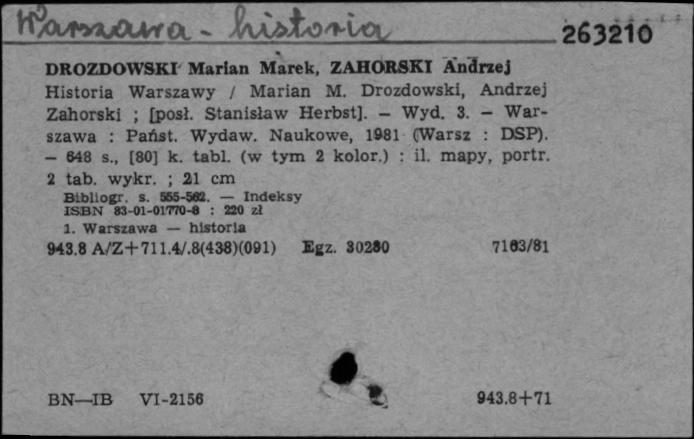 Warszawa - historia
263210
DROZDOWSKI Marian Marek, ZAHORSKI Andrzej
Historia Warszawy / Marian M. Drozdowski, Andrzej
Zahorski ; [posł. Stanisław Herbst]. — Wyd. 3. — War-
szawa : Państ. Wydaw. Naukowe, 1981 (Warsz : DSP).
— 648 s., [80] k. tabl. (w tym 2 kolor.) : il. mapy, portr.
2 tab. wykr. ; 21 cm
Bibliogr. s. 555-562. — Indeksy
ISBN 83-01-01770-8 : 220 zł
1. Warszawa — historia
943.8 A/Z+711.4/.8(438)(091) Egz. 30280 7163/81
BN—IB VI-2156 943.8+71